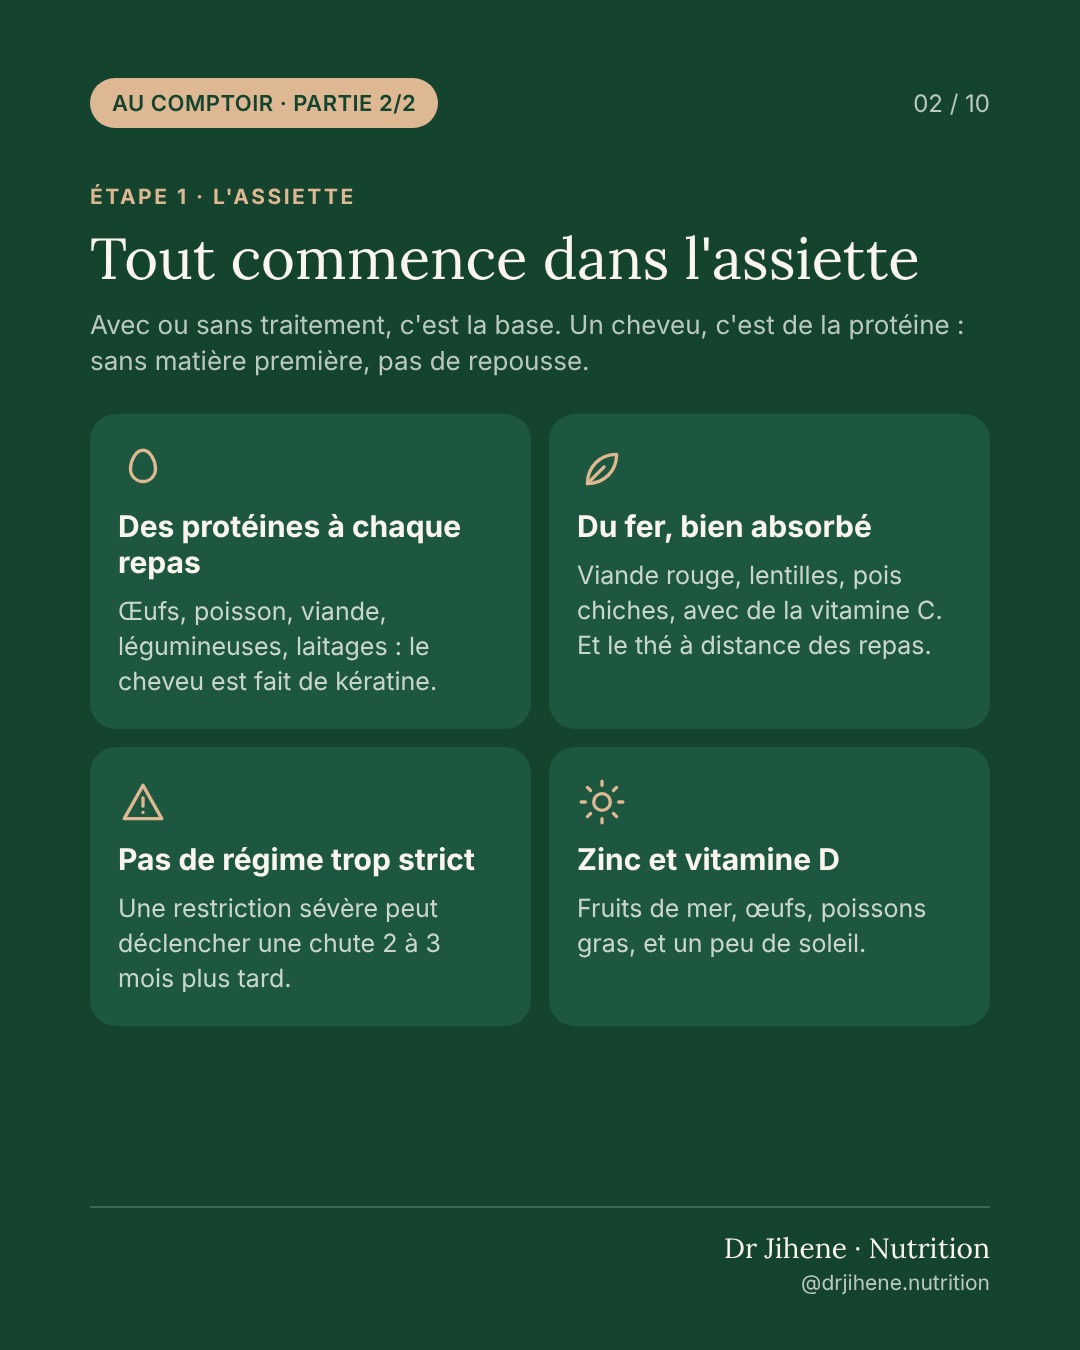 AU COMPTOIR · PARTIE 2/2
02 / 10
ÉTAPE 1 · L'ASSIETTE
Tout commence dans l'assiette
Avec ou sans traitement, c'est la base. Un cheveu, c'est de la protéine :
sans matière première, pas de repousse.
Des protéines à chaque
repas
Œufs, poisson, viande,
légumineuses, laitages : le
cheveu est fait de kératine.
Du fer, bien absorbé
Viande rouge, lentilles, pois
chiches, avec de la vitamine C.
Et le thé à distance des repas.
Pas de régime trop strict
Une restriction sévère peut
déclencher une chute 2 à 3
mois plus tard.
Zinc et vitamine D
Fruits de mer, œufs, poissons
gras, et un peu de soleil.
Dr Jihene · Nutrition
@drjihene.nutrition